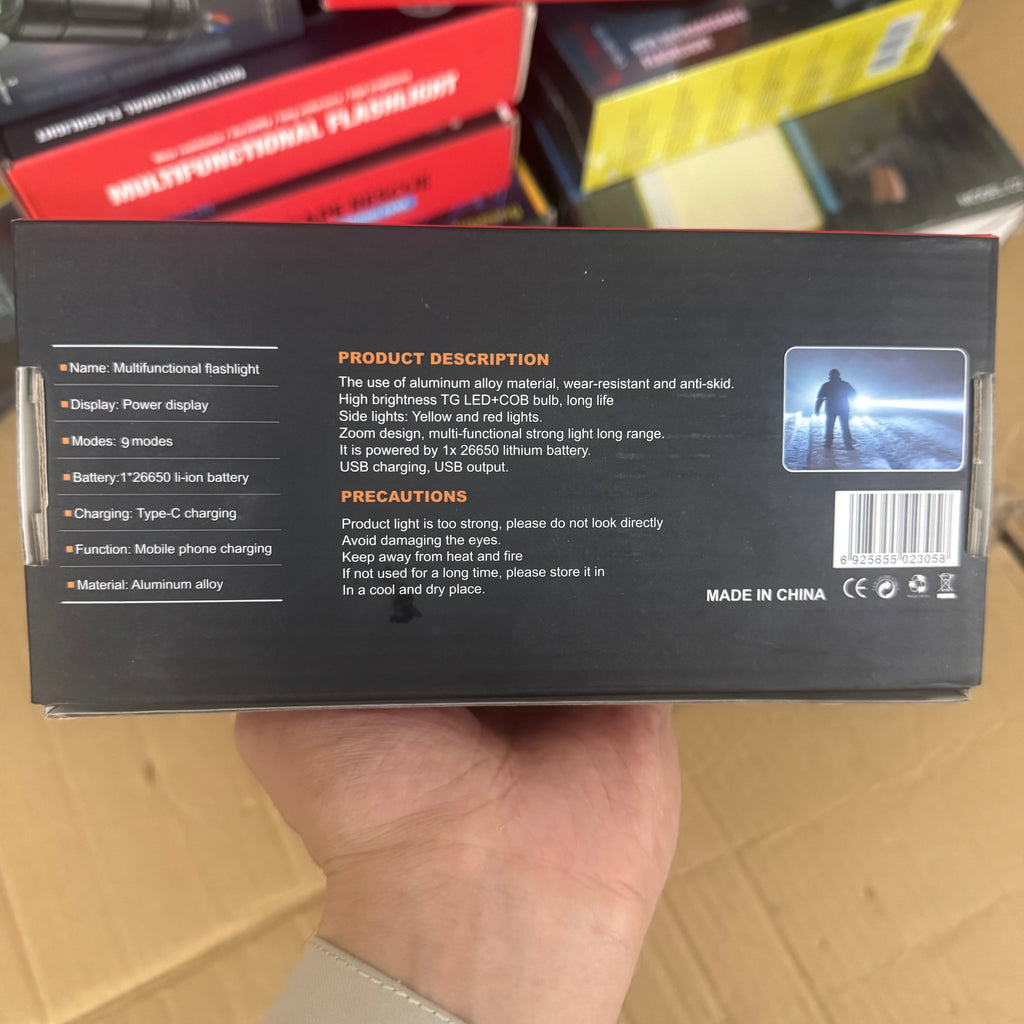 MULTIFUNCTIONAL FLASHLIGHT
MULTIFUNCTIONAL FLASHLIGHT
Name: Multifunctional flashlight
Display: Power display
Modes: 9 modes
Battery:1*26650 li-ion battery
Charging: Type-C charging
Function: Mobile phone charging
Material: Aluminum alloy
PRODUCT DESCRIPTION
The use of aluminum alloy material, wear-resistant and anti-skid.
High brightness TG LED+COB bulb, long life
Side lights: Yellow and red lights.
Zoom design, multi-functional strong light long range.
It is powered by 1x 26650 lithium battery.
USB charging, USB output.
PRECAUTIONS
Product light is too strong, please do not look directly
Avoid damaging the eyes.
Keep away from heat and fire
If not used for a long time, please store it in
In a cool and dry place.
6 925655 023058
MADE IN CHINA
CE